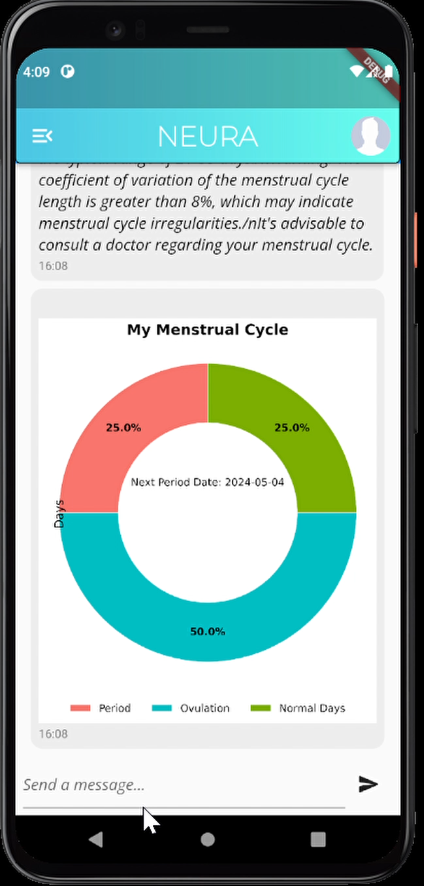 4:09
DEBUG
NEURA
coefficient of variation of the menstrual cycle
length is greater than 8%, which may indicate
menstrual cycle irregularities./nIt's advisable to
consult a doctor regarding your menstrual cycle.
16:08
My Menstrual Cycle
25.0%
25.0%
Next Period Date: 2024-05-04
Days
50.0%
Period
Ovulation
Normal Days
16:08
Send a message...